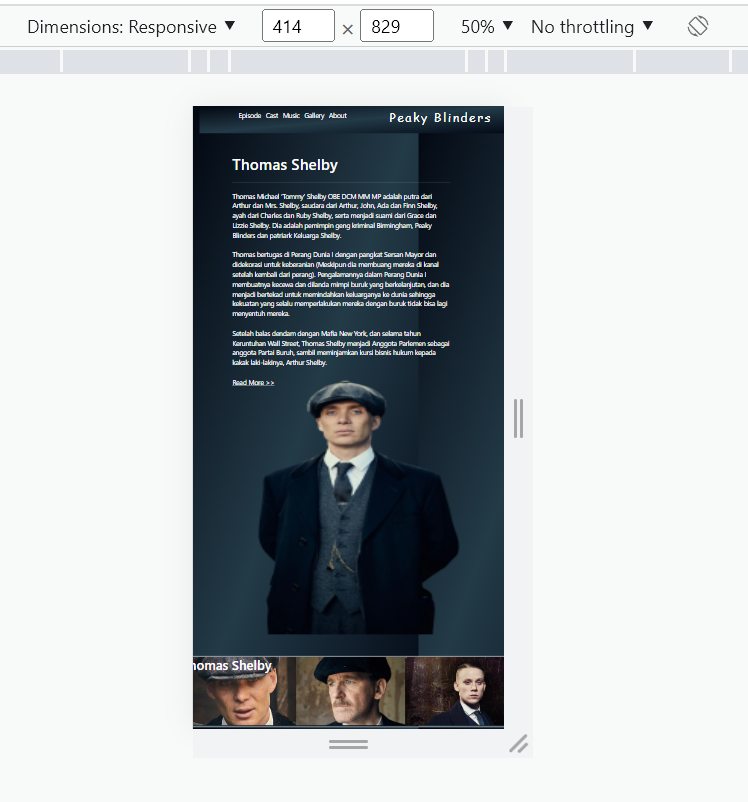 Dimensions: Responsive ▼ 414 × 829 50% ▼ No throttling ▼
Episode Cast Music Gallery About Peaky Blinders
Thomas Shelby
Thomas Michael 'Tommy' Shelby OBE DCM MM MP adalah putra dari
Arthur dan Mrs. Shelby, saudara dari Arthur, John, Ada dan Finn Shelby,
ayah dari Charles dan Ruby Shelby, serta menjadi suami dari Grace dan
Lizzie Shelby. Dia adalah pemimpin geng kriminal Birmingham, Peaky
Blinders dan patriark Keluarga Shelby.
Thomas bertugas di Perang Dunia I dengan pangkat Sersan Mayor dan
didekorasi untuk keberanian (Meskipun dia membuang mereka di kanal
setelah kembali dari perang). Pengalamannya dalam Perang Dunia I
membuatnya kecewa dan dilanda mimpi buruk yang berkelanjutan, dan dia
menjadi bertekad untuk memindahkan keluarganya ke dunia sehingga
kekuatan yang selalu memperlakukan mereka dengan buruk tidak bisa lagi
menyentuh mereka.
Setelah balas dendam dengan Mafia New York, dan selama tahun
Keruntuhan Wall Street, Thomas Shelby menjadi Anggota Parlemen sebagai
anggota Partai Buruh, sambil meminjamkan kursi bisnis hukum kepada
kakak laki-lakinya, Arthur Shelby.
Read More >>
homas Shelby